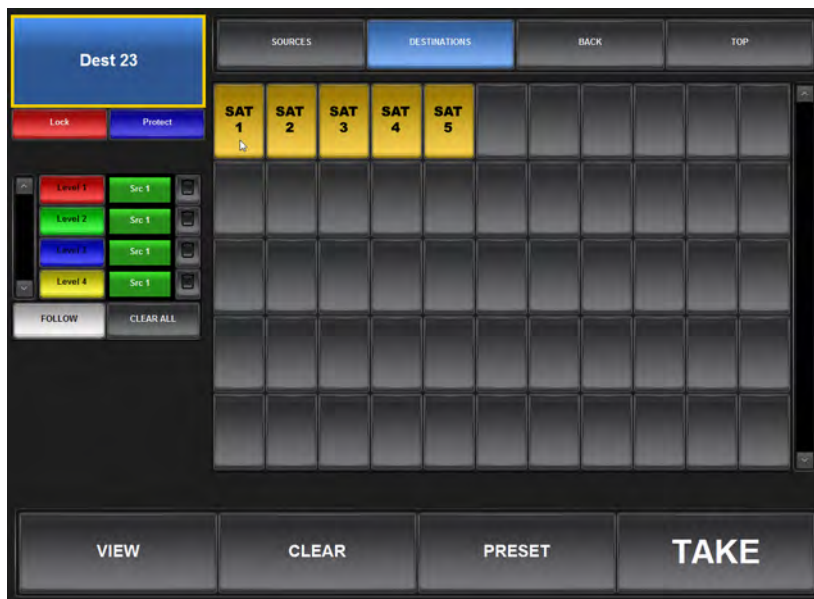 Dest 23
SOURCES
DESTINATIONS
BACK
TOP
Lock
Protect
SAT 1
SAT 2
SAT 3
SAT 4
SAT 5
Level 1
Src 1
Level 2
Src 1
Level 3
Src 1
Level 4
Src 1
FOLLOW
CLEAR ALL
VIEW
CLEAR
PRESET
TAKE